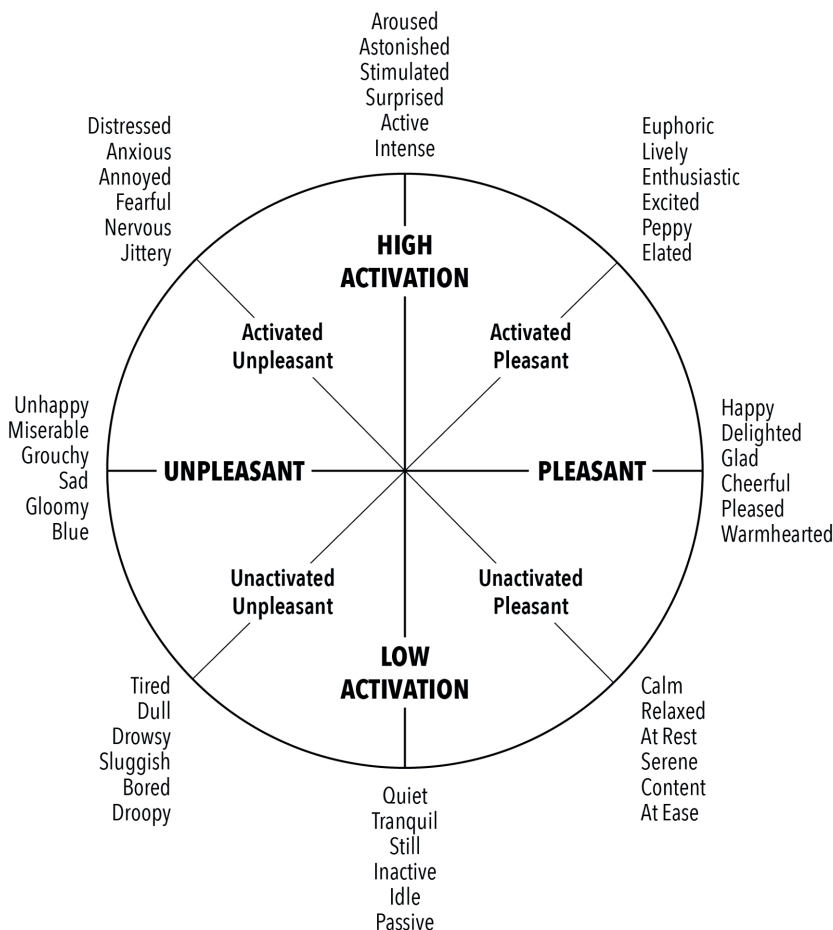 Aroused
Astonished
Stimulated
Surprised
Active
Intense
Distressed
Anxious
Annoyed
Fearful
Nervous
Jittery
Euphoric
Lively
Enthusiastic
Excited
Peppy
Elated
HIGH
ACTIVATION
Activated
Unpleasant
Activated
Pleasant
Unhappy
Miserable
Grouchy
Sad
Gloomy
Blue
UNPLEASANT
PLEASANT
Happy
Delighted
Glad
Cheerful
Pleased
Warmhearted
Unactivated
Unpleasant
Unactivated
Pleasant
LOW
ACTIVATION
Tired
Dull
Drowsy
Sluggish
Bored
Droopy
Calm
Relaxed
At Rest
Serene
Content
At Ease
Quiet
Tranquil
Still
Inactive
Idle
Passive